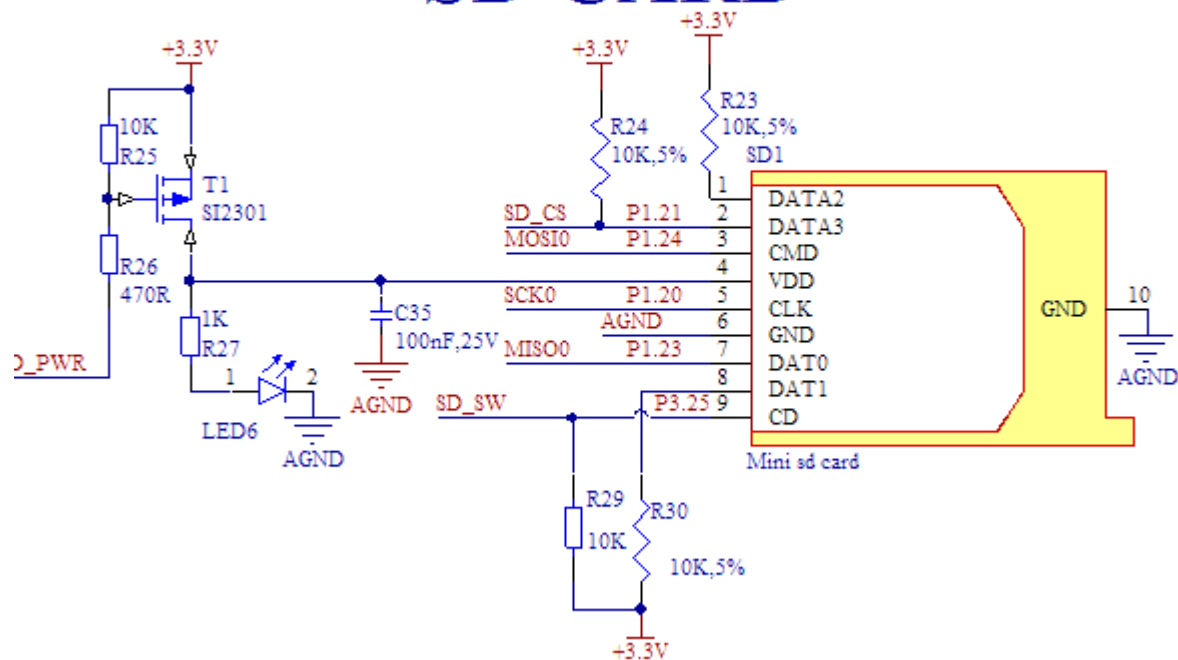 SD CARD
+3.3V
+3.3V
+3.3V
10K
R25
T1
SI2301
R26
470R
1K
R27
D_PWR
1
2
LED6
AGND
C35
100nF,25V
AGND
R24
10K,5%
R23
10K,5%
SD1
SD_CS P1.21
MOSI0 P1.24
SCK0 P1.20
AGND
MISO0 P1.23
SD_SW P3.25
1 DATA2
2 DATA3
3 CMD
4 VDD
5 CLK
6 GND
7 DAT0
8 DAT1
9 CD
GND 10
AGND
Mini sd card
R29
10K
R30
10K,5%
+3.3V